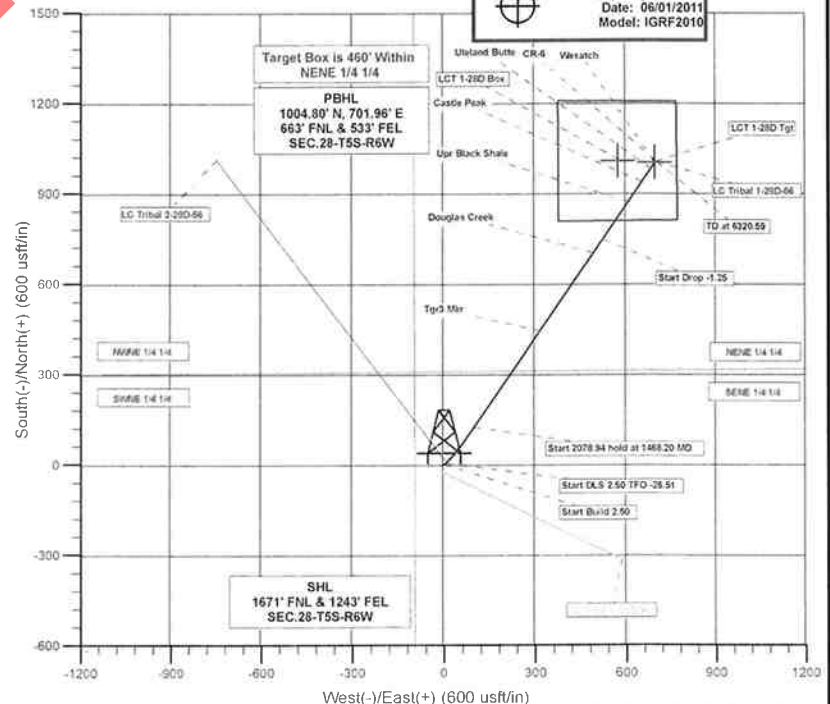 Date: 06/01/2011
Model: IGRF2010
1500
1200
900
600
300
0
-300
-600
South(-)/North(+) (600 usft/in)
Target Box is 460' Within
NENE 1/4 1/4
PBHL
1004.80' N, 701.96' E
663' FNL & 533' FEL
SEC.28-T5S-R6W
Uteland Butte
CR-6
Wasatch
LCT 1-28D Box
Castle Peak
Upr Black Shale
Douglas Creek
Tgr3 Mkr
LCT 1-28D Tgt
LC Tribal 1-28D-56
TD at 6320.59
Start Drop -1.25
LC Tribal 2-28D-56
NWNE 1/4 1/4
SWNE 1/4 1/4
NENE 1/4 1/4
SENE 1/4 1/4
Start 2078.94 hold at 1468.20 MD
Start DLS 2.50 TFO -26.51
Start Build 2.50
SHL
1671' FNL & 1243' FEL
SEC.28-T5S-R6W
-1200
-900
-600
-300
0
300
600
900
1200
West(-)/East(+) (600 usft/in)